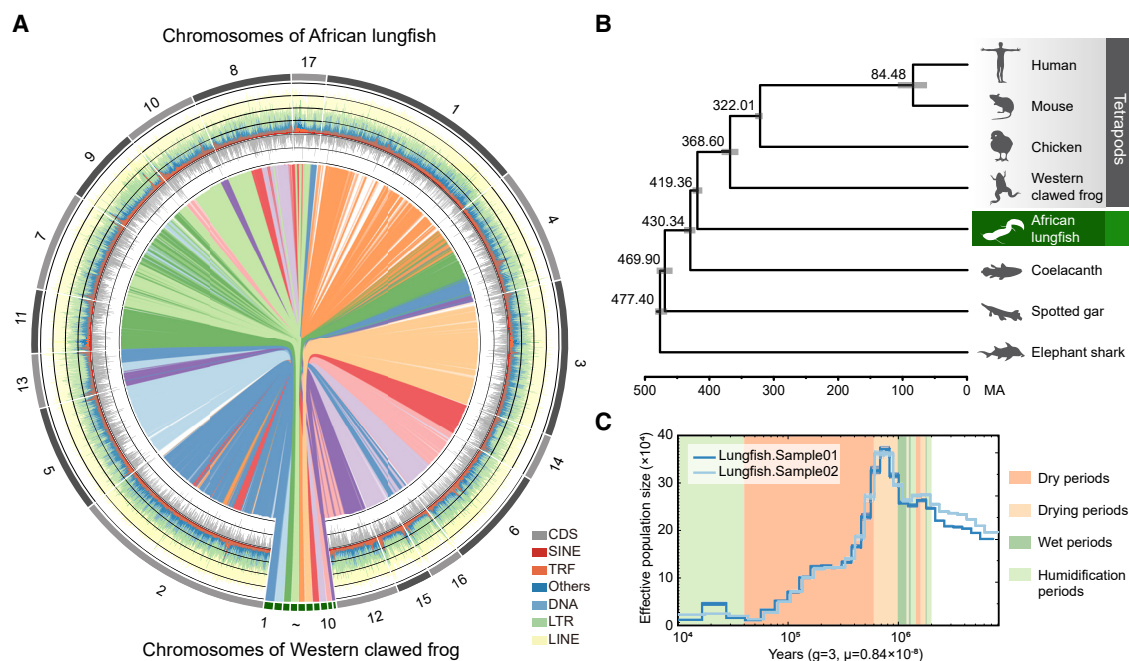 A
Chromosomes of African lungfish
17
1
4
3
14
6
16
15
12
2
5
13
11
7
9
10
8
1
~
10
Chromosomes of Western clawed frog
CDS
SINE
TRF
Others
DNA
LTR
LINE
B
84.48
322.01
368.60
419.36
430.34
469.90
477.40
Human
Mouse
Chicken
Western
clawed frog
African
lungfish
Coelacanth
Spotted gar
Elephant shark
Tetrapods
500
400
300
200
100
0
MA
C
Effective population size (×10⁴)
40
30
20
10
0
Lungfish.Sample01
Lungfish.Sample02
10⁴
10⁵
10⁶
Years (g=3, μ=0.84×10⁻⁸)
Dry periods
Drying periods
Wet periods
Humidification
periods